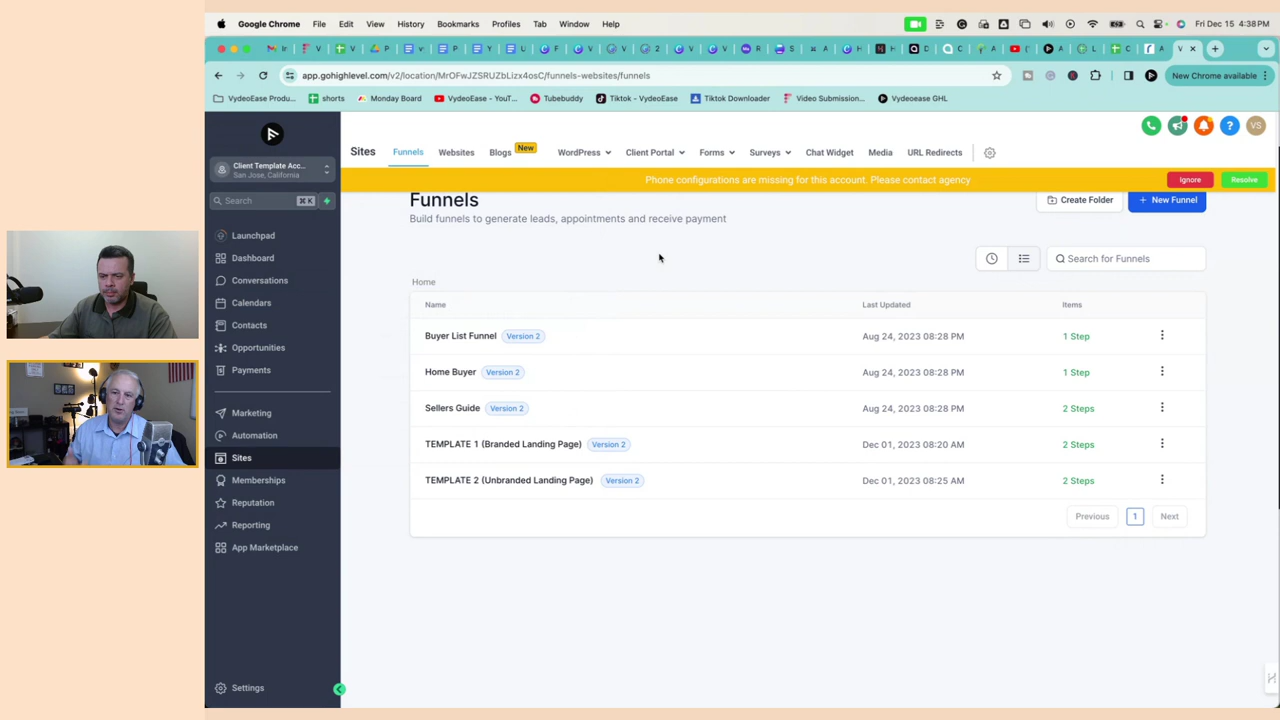 Google Chrome File Edit View History Bookmarks Profiles Tab Window Help Fri Dec 15 4:38 PM
app.gohighlevel.com/v2/location/MrOFwJZSRUZbLizx4osC/funnels-websites/funnels New Chrome available
VydeoEase Produ... shorts Monday Board VydeoEase - YouT... Tubebuddy Tiktok - VydeoEase Tiktok Downloader Video Submission... Vydeoease GHL
VS
Client Template Acc...
San Jose, California
Search ⌘ K
Launchpad
Dashboard
Conversations
Calendars
Contacts
Opportunities
Payments
Marketing
Automation
Sites
Memberships
Reputation
Reporting
App Marketplace
Settings
Sites Funnels Websites Blogs New WordPress Client Portal Forms Surveys Chat Widget Media URL Redirects
Phone configurations are missing for this account. Please contact agency Ignore Resolve
Funnels
Build funnels to generate leads, appointments and receive payment
Create Folder + New Funnel
Search for Funnels
Home
Name Last Updated Items
Buyer List Funnel Version 2 Aug 24, 2023 08:28 PM 1 Step
Home Buyer Version 2 Aug 24, 2023 08:28 PM 1 Step
Sellers Guide Version 2 Aug 24, 2023 08:28 PM 2 Steps
TEMPLATE 1 (Branded Landing Page) Version 2 Dec 01, 2023 08:20 AM 2 Steps
TEMPLATE 2 (Unbranded Landing Page) Version 2 Dec 01, 2023 08:25 AM 2 Steps
Previous 1 Next